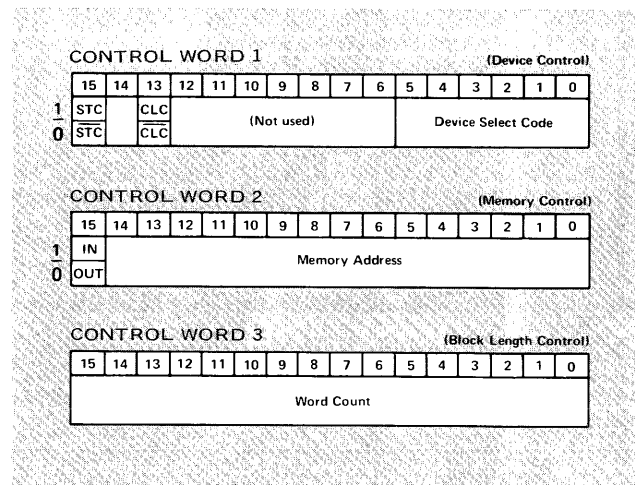 CONTROL WORD 1 (Device Control)
15 14 13 12 11 10 9 8 7 6 5 4 3 2 1 0
1 STC CLC (Not used) Device Select Code
0 S̅T̅C̅ C̅L̅C̅
CONTROL WORD 2 (Memory Control)
15 14 13 12 11 10 9 8 7 6 5 4 3 2 1 0
1 IN Memory Address
0 OUT
CONTROL WORD 3 (Block Length Control)
15 14 13 12 11 10 9 8 7 6 5 4 3 2 1 0
Word Count